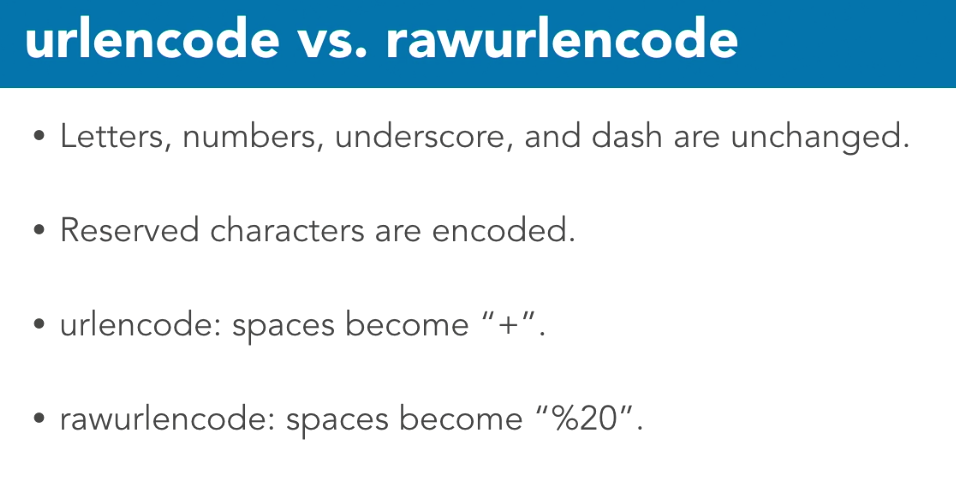 urlencode vs. rawurlencode
• Letters, numbers, underscore, and dash are unchanged.
• Reserved characters are encoded.
• urlencode: spaces become “+”.
• rawurlencode: spaces become “%20”.